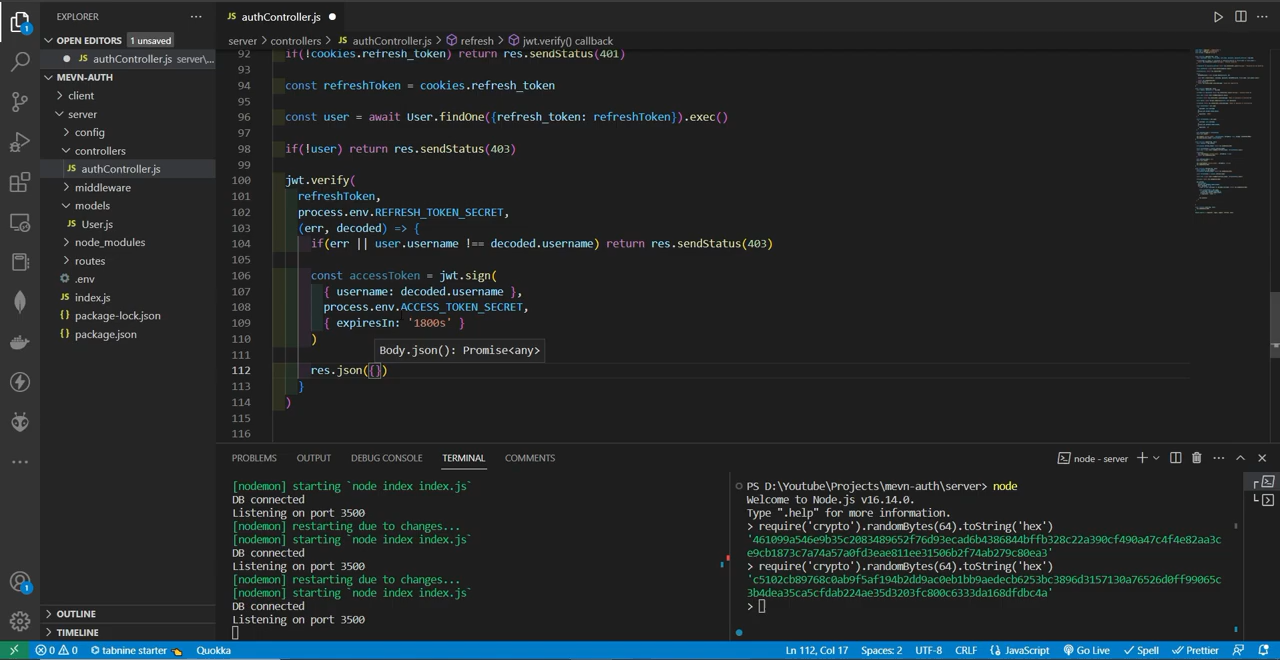 EXPLORER
OPEN EDITORS
1 unsaved
JS authController.js server\...
MEVN-AUTH
client
server
config
controllers
JS authController.js
middleware
models
JS User.js
node_modules
routes
.env
JS index.js
{} package-lock.json
{} package.json
OUTLINE
TIMELINE
JS authController.js
server > controllers > JS authController.js > refresh > jwt.verify() callback
92 if(!cookies.refresh_token) return res.sendStatus(401)
93
94 const refreshToken = cookies.refresh_token
95
96 const user = await User.findOne({refresh_token: refreshToken}).exec()
97
98 if(!user) return res.sendStatus(403)
99
100 jwt.verify(
101 refreshToken,
102 process.env.REFRESH_TOKEN_SECRET,
103 (err, decoded) => {
104 if(err || user.username !== decoded.username) return res.sendStatus(403)
105
106 const accessToken = jwt.sign(
107 { username: decoded.username },
108 process.env.ACCESS_TOKEN_SECRET,
109 { expiresIn: '1800s' }
110 )
111
Body.json(): Promise<any>
112 res.json({})
113 }
114 )
115
116
PROBLEMS OUTPUT DEBUG CONSOLE TERMINAL COMMENTS
node - server
[nodemon] starting `node index index.js`
DB connected
Listening on port 3500
[nodemon] restarting due to changes...
[nodemon] starting `node index index.js`
DB connected
Listening on port 3500
[nodemon] restarting due to changes...
[nodemon] starting `node index index.js`
DB connected
Listening on port 3500
PS D:\Youtube\Projects\mevn-auth\server> node
Welcome to Node.js v16.14.0.
Type ".help" for more information.
> require('crypto').randomBytes(64).toString('hex')
'461099a546e9b35c2083489652f76d93ecad6b4386844bffb328c22a390cf490a47c4f4e82aa3c
e9cb1873c7a74a57a0fd3eae811ee31506b2f74ab279c80ea3'
> require('crypto').randomBytes(64).toString('hex')
'c5102cb89768c0ab9f5af194b2dd9ac0eb1bb9aedecb6253bc3896d3157130a76526d0ff99065c
3b4dea35ca5cfdab224ae35d3203fc800c6333da168dfdbc4a'
>
0 0 tabnine starter Quokka
Ln 112, Col 17 Spaces: 2 UTF-8 CRLF {} JavaScript Go Live Spell Prettier